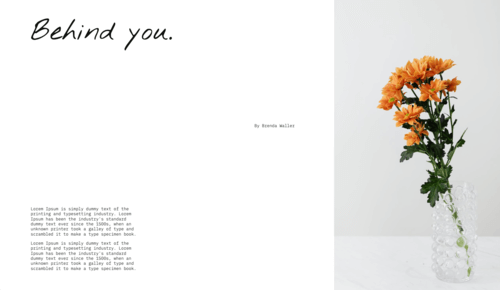 Behind you.
By Brenda Waller
Lorem Ipsum is simply dummy text of the
printing and typesetting industry. Lorem
Ipsum has been the industry's standard
dummy text ever since the 1500s, when an
unknown printer took a galley of type and
scrambled it to make a type specimen book.
Lorem Ipsum is simply dummy text of the
printing and typesetting industry. Lorem
Ipsum has been the industry's standard
dummy text ever since the 1500s, when an
unknown printer took a galley of type and
scrambled it to make a type specimen book.